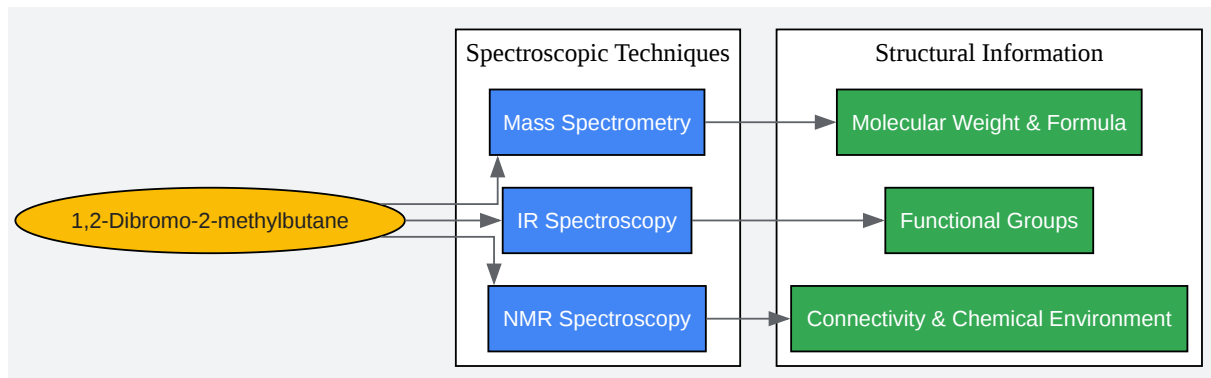 Spectroscopic Techniques
Structural Information
Mass Spectrometry
Molecular Weight & Formula
1,2-Dibromo-2-methylbutane
IR Spectroscopy
Functional Groups
NMR Spectroscopy
Connectivity & Chemical Environment